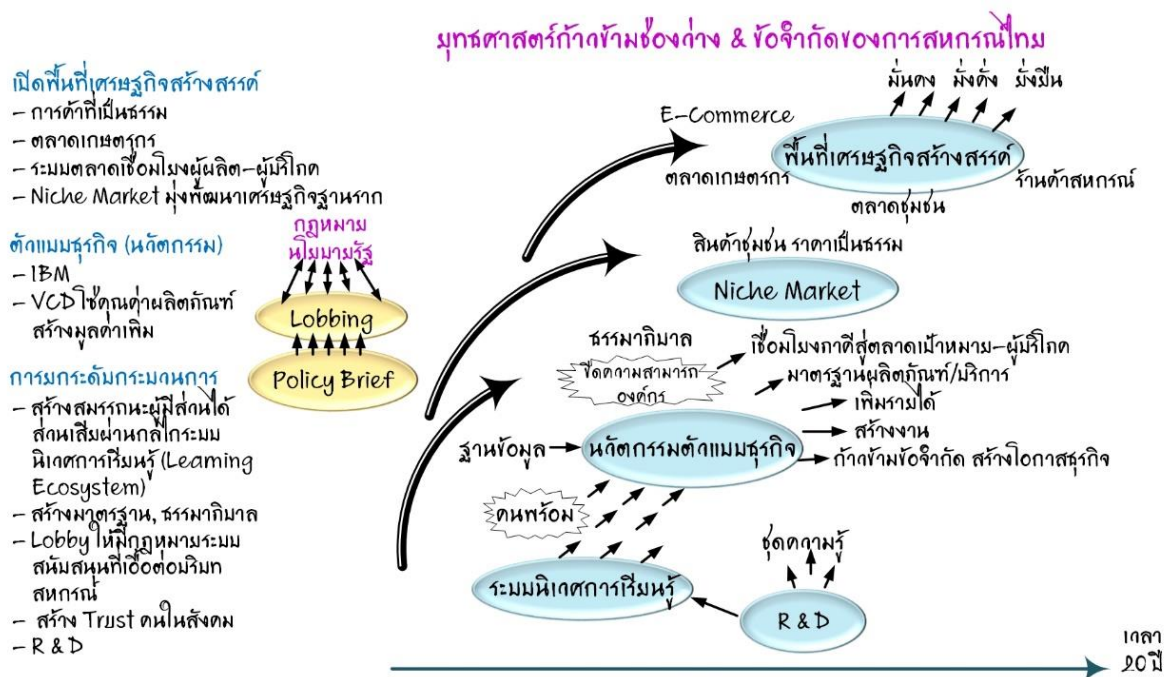 ยุทธศาสตร์ก้าวข้ามช่องว่าง & ข้อจำกัดของการสหกรณ์ไทย
เปิดพื้นที่เศรษฐกิจสร้างสรรค์
– การค้าที่เป็นธรรม
– ตลาดเกษตรกร
– ระบบตลาดเชื่อมโยงผู้ผลิต–ผู้บริโภค
– Niche Market มุ่งพัฒนาเศรษฐกิจฐานราก
ตัวแบบธุรกิจ (นวัตกรรม)
– IBM
– VCD ใช้คุณค่าผลิตภัณฑ์
สร้างมูลค่าเพิ่ม
การยกระดับกระบวนการ
– สร้างสมรรถนะผู้มีส่วนได้
ส่วนเสียผ่านกลไกระบบ
นิเวศการเรียนรู้ (Learning
Ecosystem)
– สร้างมาตรฐาน, ธรรมาภิบาล
– Lobby ให้มีกฎหมายระบบ
สนับสนุนที่เอื้อต่อบริบท
สหกรณ์
– สร้าง Trust คนในสังคม
– R & D
กฎหมาย
นโยบายรัฐ
Lobbing
Policy Brief
มั่นคง มั่งคั่ง ยั่งยืน
E-Commerce
พื้นที่เศรษฐกิจสร้างสรรค์
ตลาดเกษตรกร
ร้านค้าสหกรณ์
ตลาดชุมชน
สินค้าชุมชน ราคาเป็นธรรม
Niche Market
ธรรมาภิบาล
ขีดความสามารถ
องค์กร
เชื่อมโยงภาคีสู่ตลาดเป้าหมาย–ผู้บริโภค
มาตรฐานผลิตภัณฑ์/บริการ
เพิ่มรายได้
สร้างงาน
ก้าวข้ามข้อจำกัด สร้างโอกาสธุรกิจ
ฐานข้อมูล
นวัตกรรมตัวแบบธุรกิจ
คนพร้อม
ชุดความรู้
ระบบนิเวศการเรียนรู้
R & D
เวลา
20 ปี